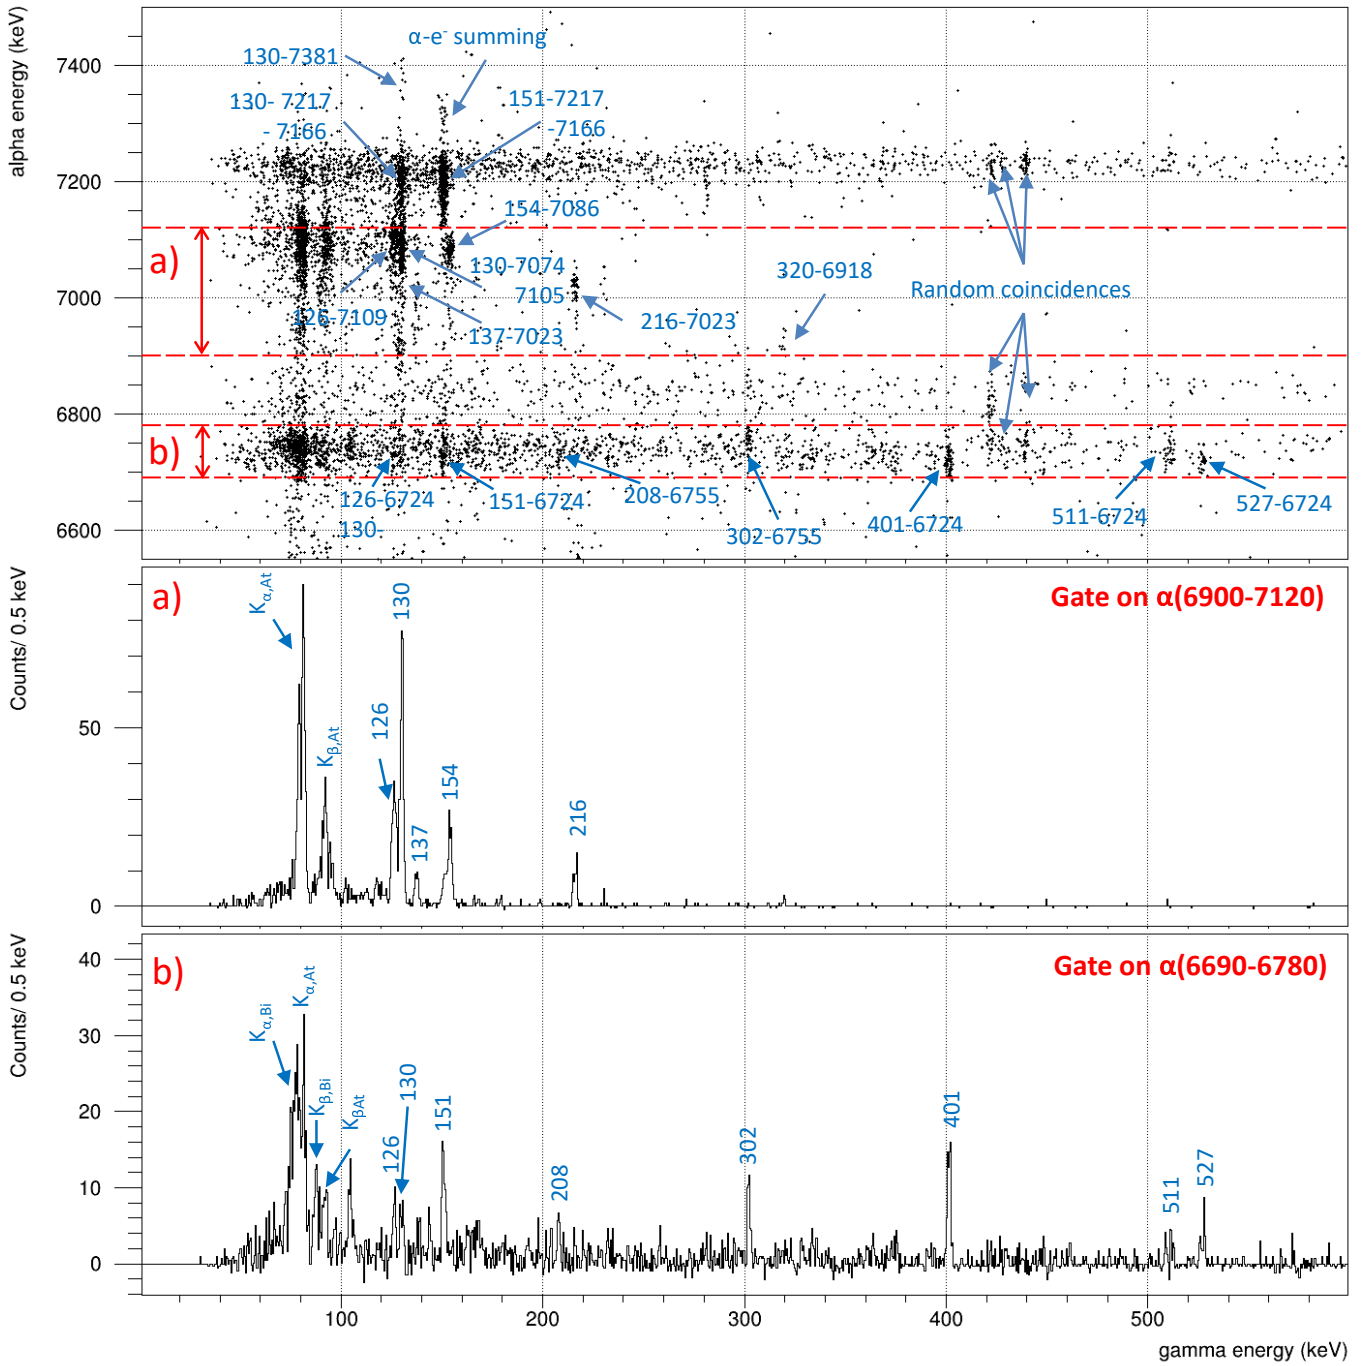 alpha energy (keV)
7400
7200
7000
6800
6600
130-7381
α-e⁻ summing
130- 7217
- 7166
151-7217
-7166
154-7086
a)
130-7074
7105
126-7109
137-7023
216-7023
320-6918
Random coincidences
b)
126-6724
130-
151-6724
208-6755
302-6755
401-6724
511-6724
527-6724
Counts/ 0.5 keV
50
0
a)
Gate on α(6900-7120)
Kα,At
Kβ,At
126
130
137
154
216
Counts/ 0.5 keV
40
30
20
10
0
b)
Gate on α(6690-6780)
Kα,Bi
Kα,At
Kβ,Bi
KβAt
126
130
151
208
302
401
511
527
100
200
300
400
500
gamma energy (keV)